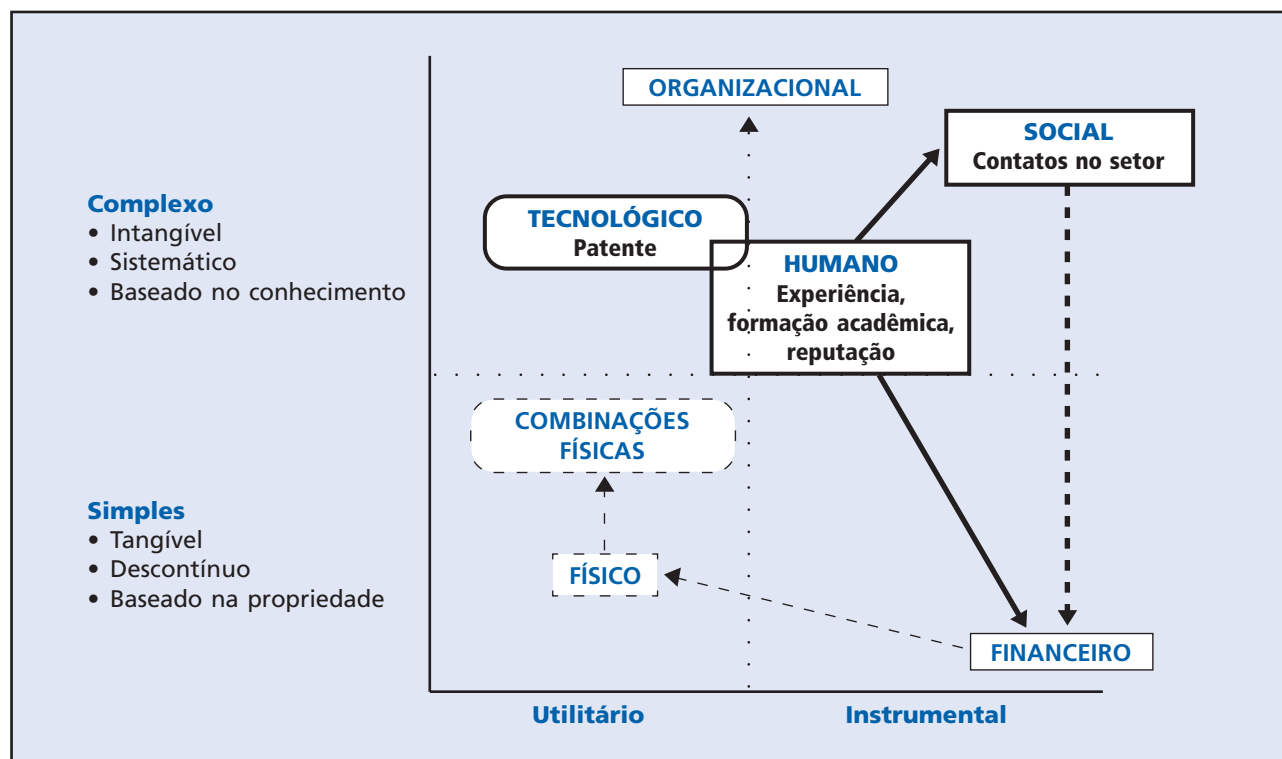 ORGANIZACIONAL
SOCIAL
Contatos no setor
Complexo
• Intangível
• Sistemático
• Baseado no conhecimento
TECNOLÓGICO
Patente
HUMANO
Experiência,
formação acadêmica,
reputação
COMBINAÇÕES
FÍSICAS
Simples
• Tangível
• Descontínuo
• Baseado na propriedade
FÍSICO
FINANCEIRO
Utilitário
Instrumental